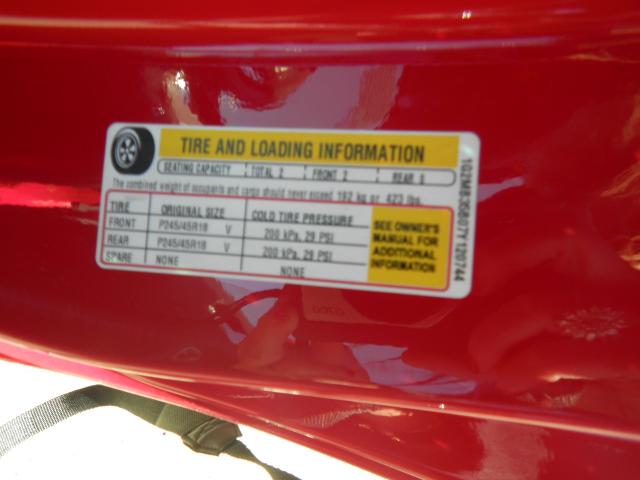 TIRE AND LOADING INFORMATION
SEATING CAPACITY TOTAL 2 FRONT 2 REAR 0
The combined weight of occupants and cargo should never exceed 192 kg or 423 lbs.
TIRE ORIGINAL SIZE COLD TIRE PRESSURE
FRONT P245/45R18 V 200 kPa, 29 PSI
REAR P245/45R18 V 200 kPa, 29 PSI
SPARE NONE NONE
SEE OWNER'S
MANUAL FOR
ADDITIONAL
INFORMATION